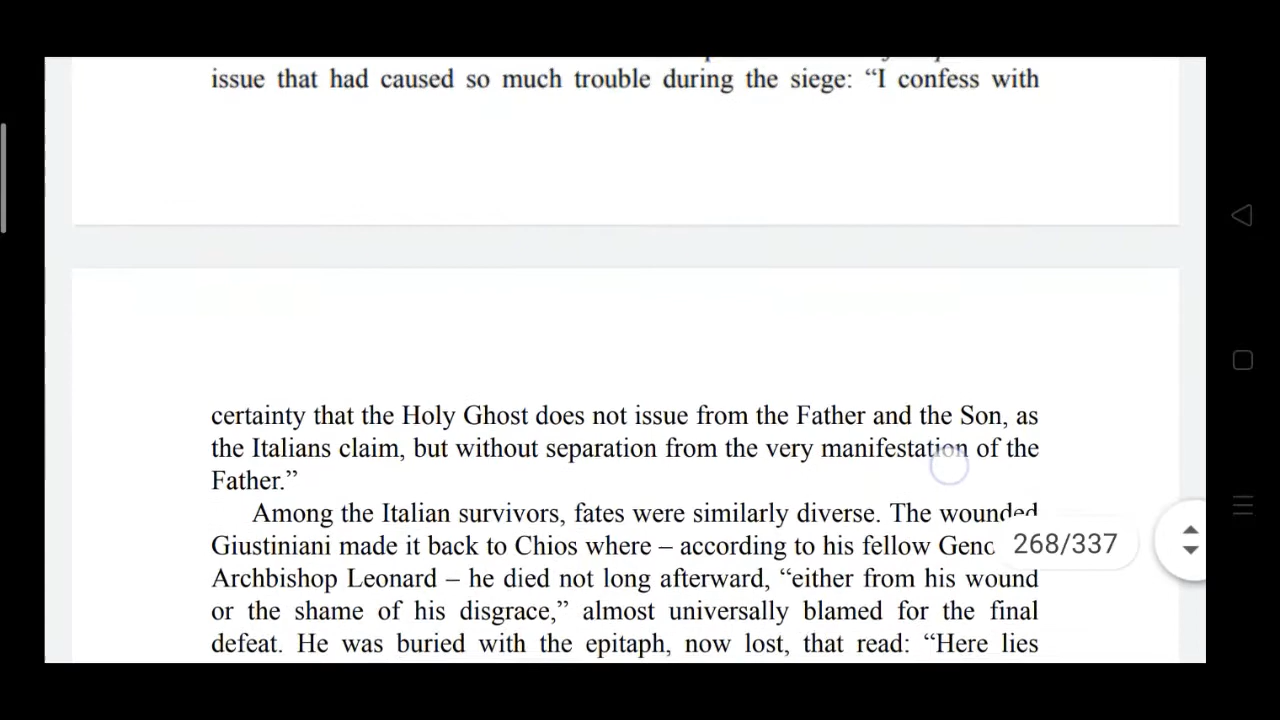 issue that had caused so much trouble during the siege: “I confess with
certainty that the Holy Ghost does not issue from the Father and the Son, as
the Italians claim, but without separation from the very manifestation of the
Father.”
Among the Italian survivors, fates were similarly diverse. The wounded
Giustiniani made it back to Chios where – according to his fellow Geno
268/337
Archbishop Leonard – he died not long afterward, “either from his wound
or the shame of his disgrace,” almost universally blamed for the final
defeat. He was buried with the epitaph, now lost, that read: “Here lies